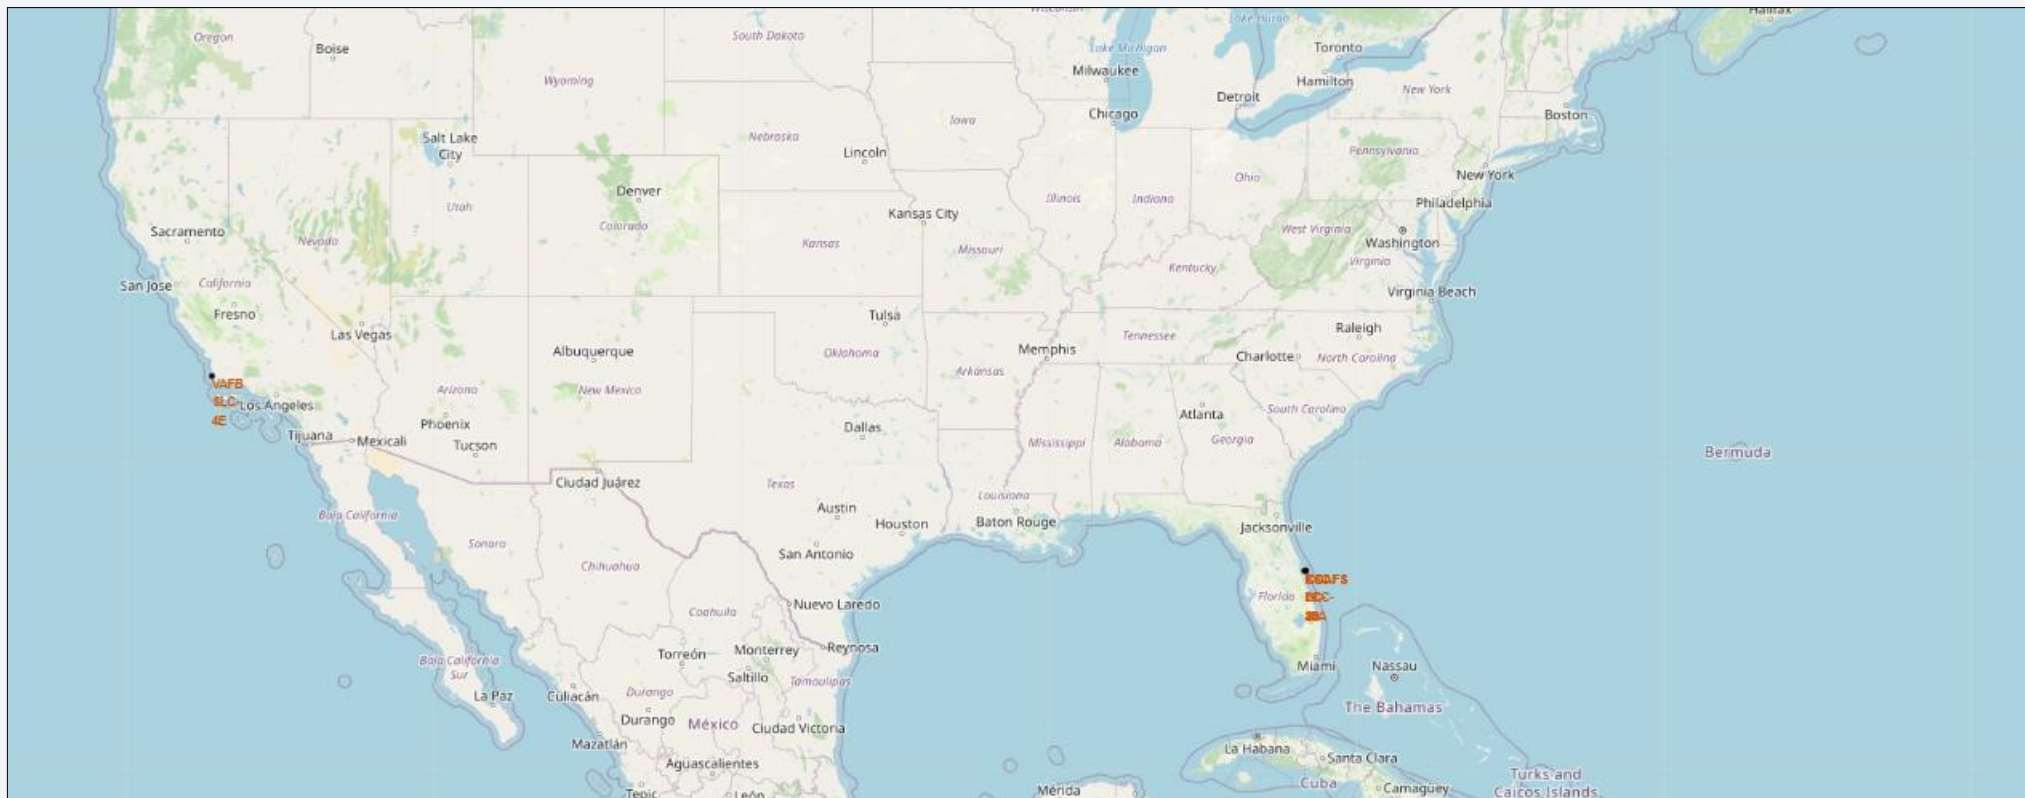 Wisconsin
Lake Huron
Halifax
Oregon
Boise
South Dakota
Lake Michigan
Toronto
Milwaukee
Wyoming
Hamilton
New York
Detroit
Chicago
Boston
Iowa
Salt Lake
City
Nebraska
Lincoln
Pennsylvania
New York
Ohio
Denver
Utah
Illinois
Indiana
Philadelphia
Kansas City
Sacramento
Nevada
Colorado
Kansas
Missouri
West Virginia
Washington
Virginia
Kentucky
San Jose
California
Virginia Beach
Fresno
Las Vegas
Tulsa
Tennessee
Raleigh
Albuquerque
Oklahoma
Memphis
Charlotte
North Carolina
VAFB
SLC-
4E
Los Angeles
Arizona
New Mexico
Arkansas
South Carolina
Phoenix
Atlanta
Dallas
Tijuana
Mexicali
Tucson
Mississippi
Alabama
Georgia
Bermuda
Ciudad Juárez
Texas
Louisiana
Baja California
Austin
Houston
Baton Rouge
Jacksonville
Sonora
San Antonio
Chihuahua
Florida
Nuevo Laredo
Coahuila
Reynosa
Torreón
Monterrey
Baja California
Sur
Saltillo
Tamaulipas
Miami
Nassau
La Paz
Culiacán
Durango
The Bahamas
Durango
México
Ciudad Victoria
Mazatlán
La Habana
Santa Clara
Aguascalientes
Turks and
Caicos Islands
Cuba
Camagüey
Mérida
Tepic
León